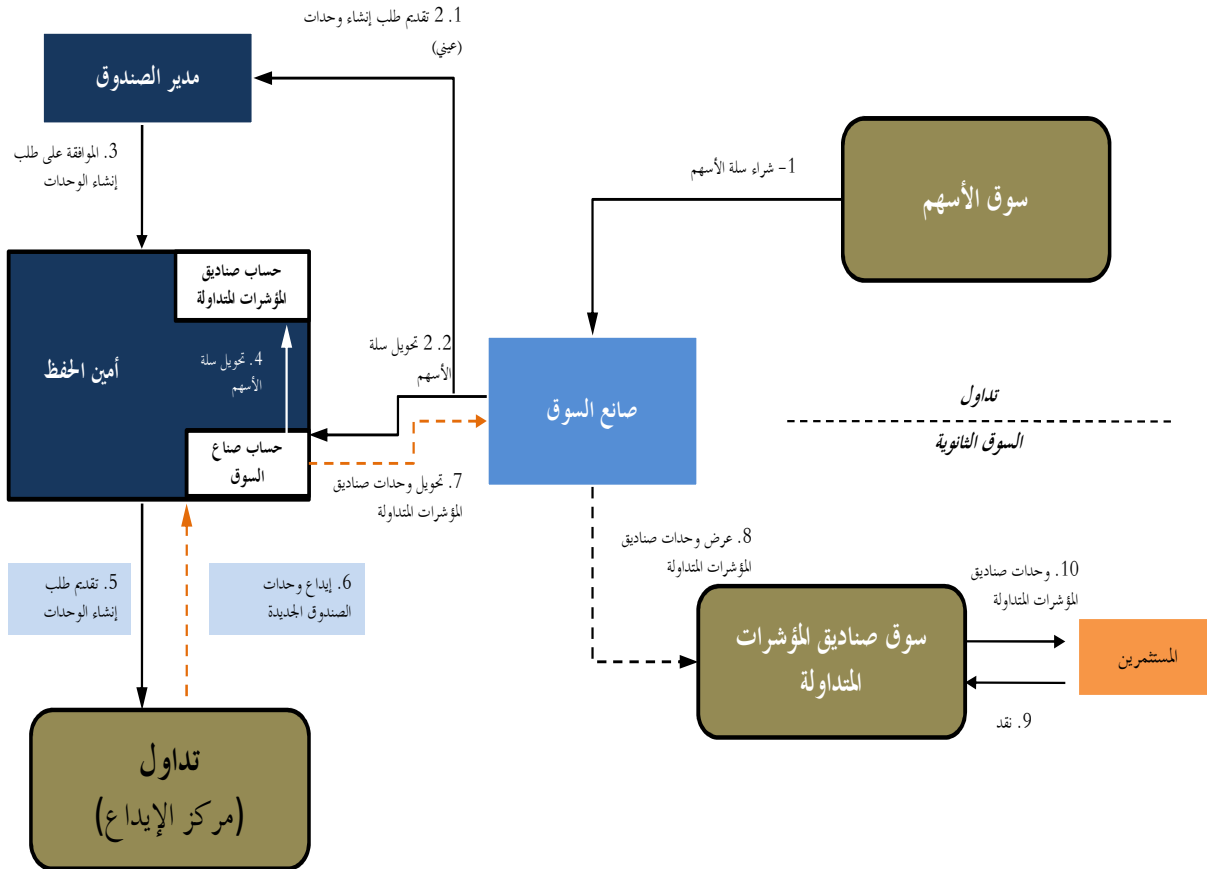 2 .1 تقديم طلب إنشاء وحدات
(عيني)
مدير الصندوق
3. الموافقة على طلب
إنشاء الوحدات
1- شراء سلة الأسهم
سوق الأسهم
حساب صناديق
المؤشرات المتداولة
أمين الحفظ
4. تحويل سلة
الأسهم
حساب صناع
السوق
2 .2 تحويل سلة
الأسهم
صانع السوق
تداول
السوق الثانوية
7. تحويل وحدات صناديق
المؤشرات المتداولة
8. عرض وحدات صناديق
المؤشرات المتداولة
10. وحدات صناديق
المؤشرات المتداولة
5. تقديم طلب
إنشاء الوحدات
6. إيداع وحدات
الصندوق الجديدة
سوق صناديق المؤشرات
المتداولة
المستثمرين
9. نقد
تداول
(مركز الإيداع)